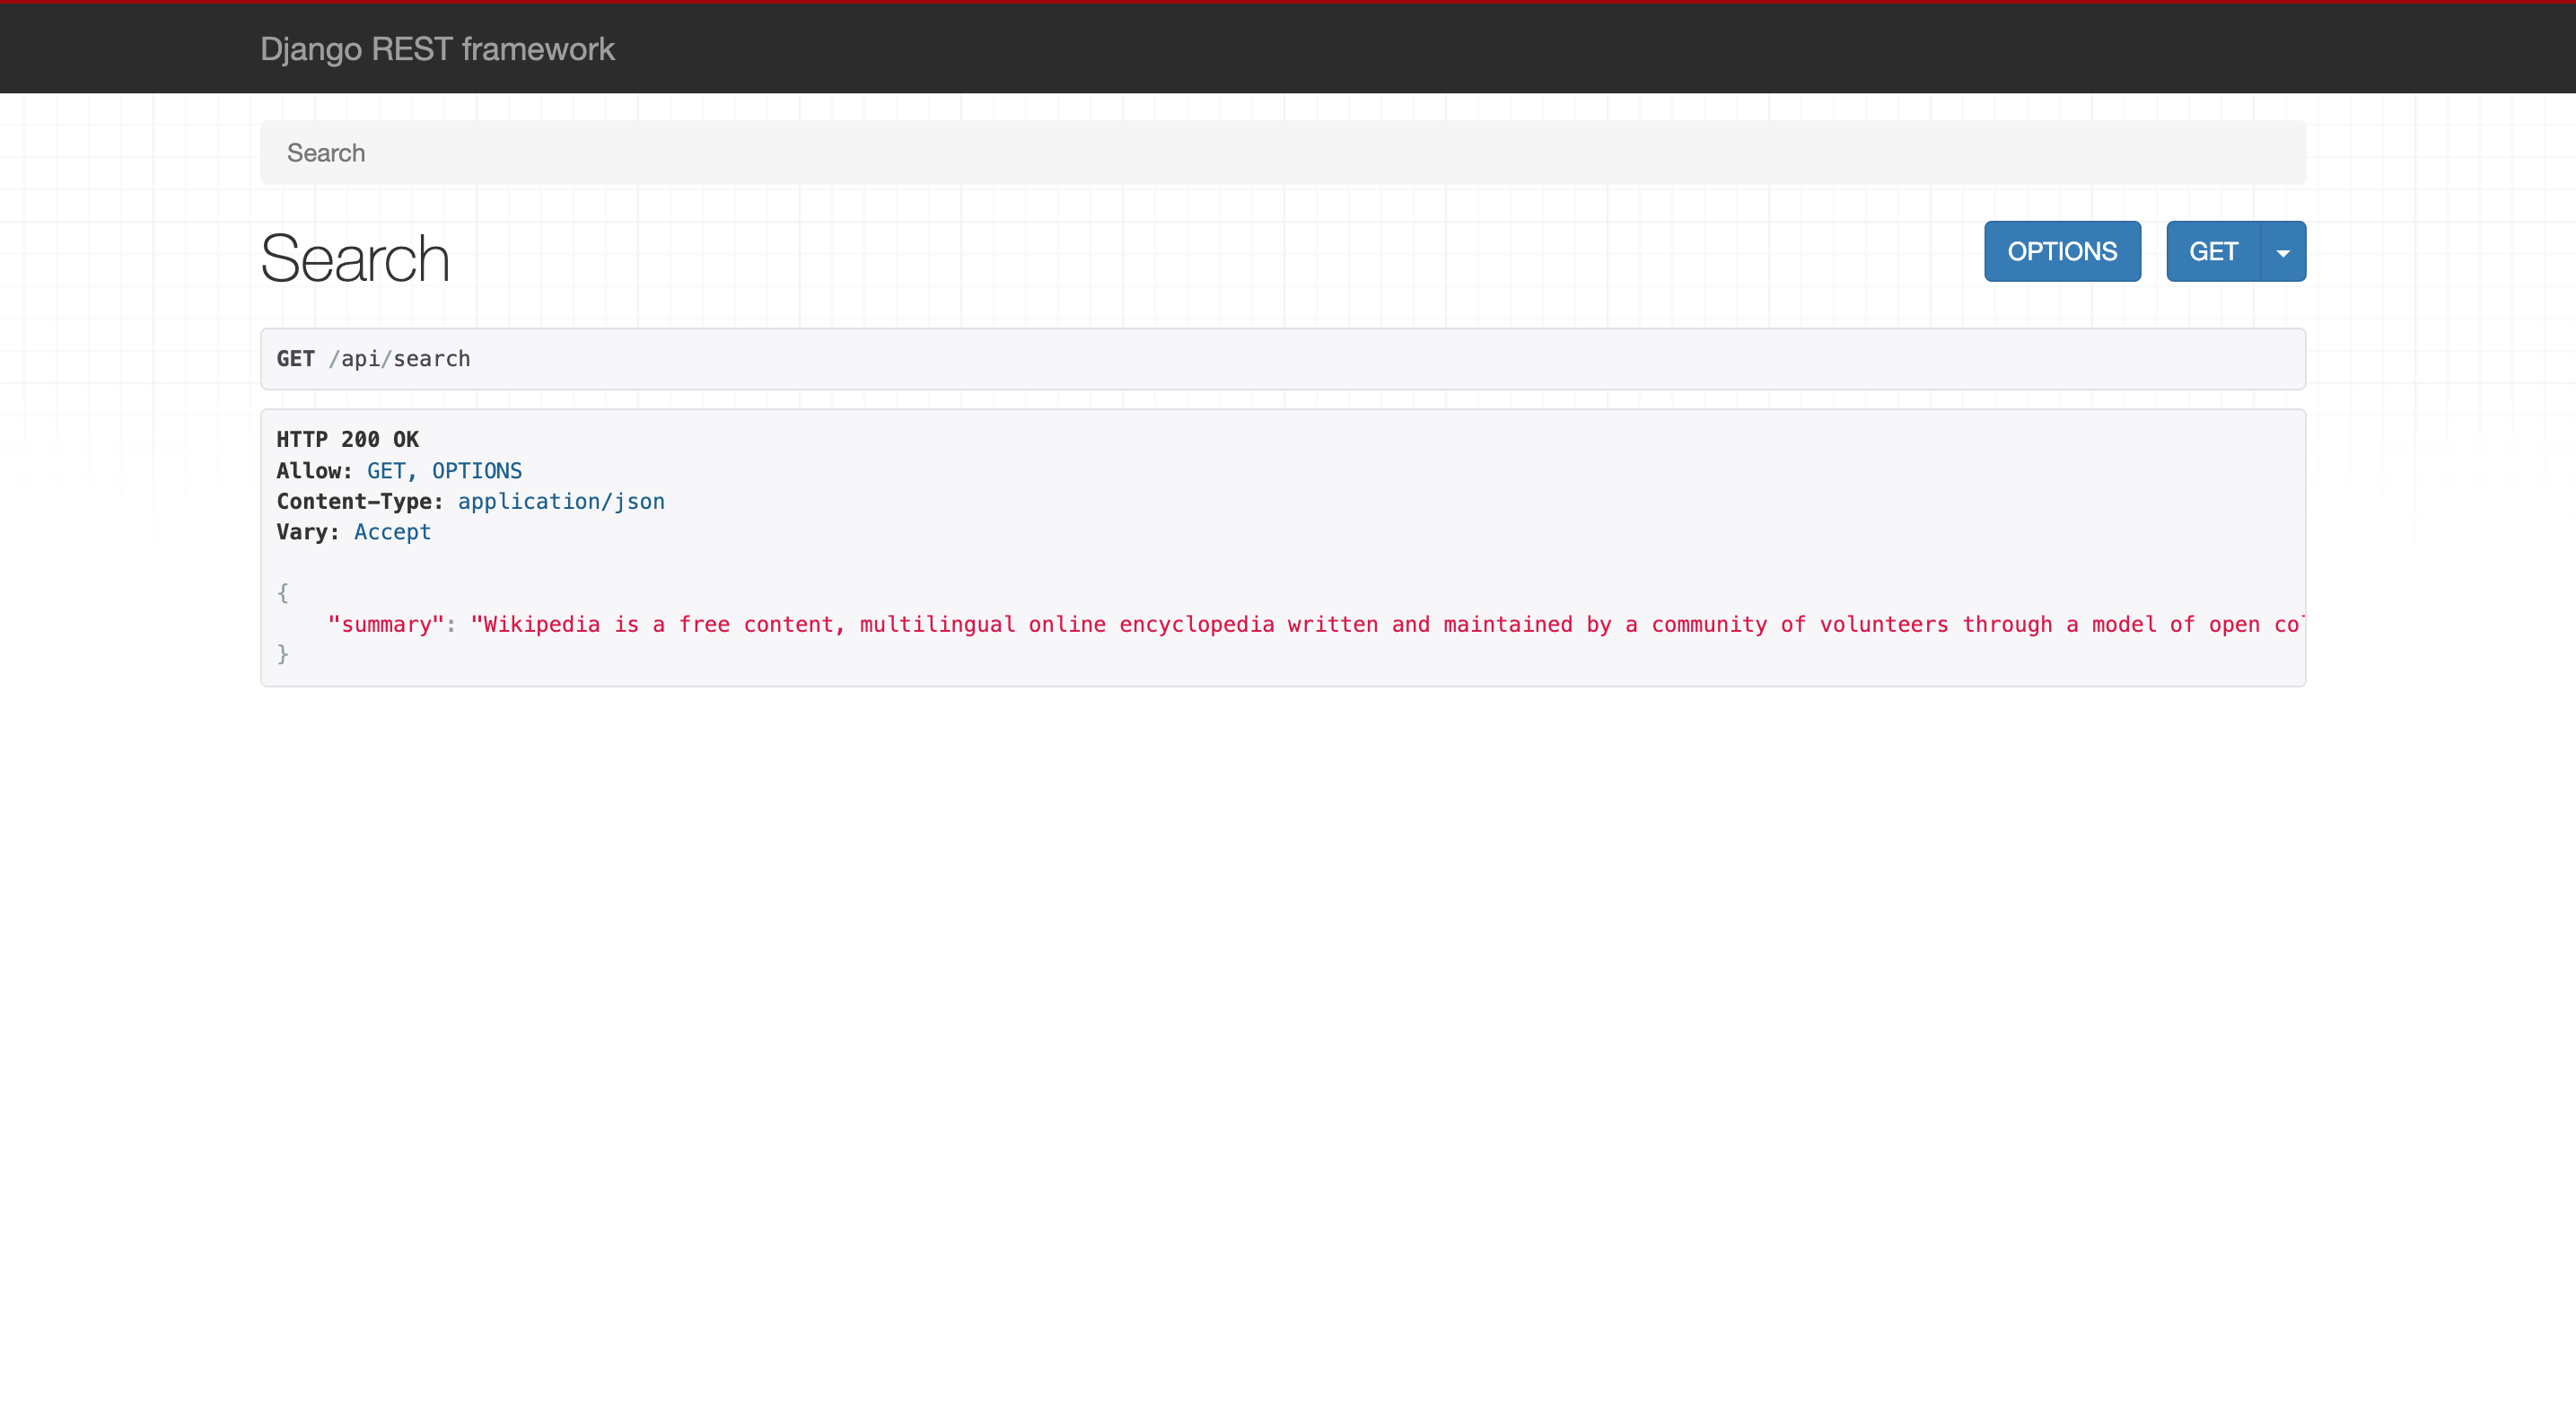 Django REST framework
Search
Search
OPTIONS
GET
GET /api/search
HTTP 200 OK
Allow: GET, OPTIONS
Content-Type: application/json
Vary: Accept
{
"summary": "Wikipedia is a free content, multilingual online encyclopedia written and maintained by a community of volunteers through a model of open
}